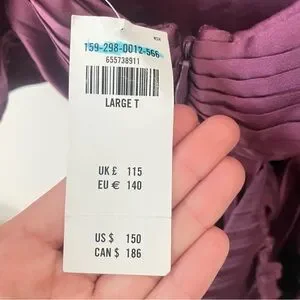 159-298-0012-566
655738911
LARGE T
UK £ 115
EU € 140
US $ 150
CAN $ 186